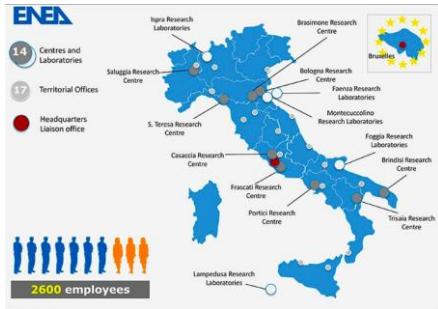 ENEA
14
Centres and
Laboratories
17
Territorial Offices
Headquarters
Liaison office
Ispra Research
Laboratories
Brasimone Research
Centre
Bruxelles
Saluggia Research
Centre
Bologna Research
Centre
Faenza Research
Laboratories
Montecuccolino
Research Laboratories
S. Teresa Research
Centre
Foggia Research
Laboratories
Casaccia Research
Centre
Brindisi Research
Centre
Frascati Research
Centre
Portici Research
Centre
Trisaia Research
Centre
Lampedusa Research
Laboratories
2600 employees